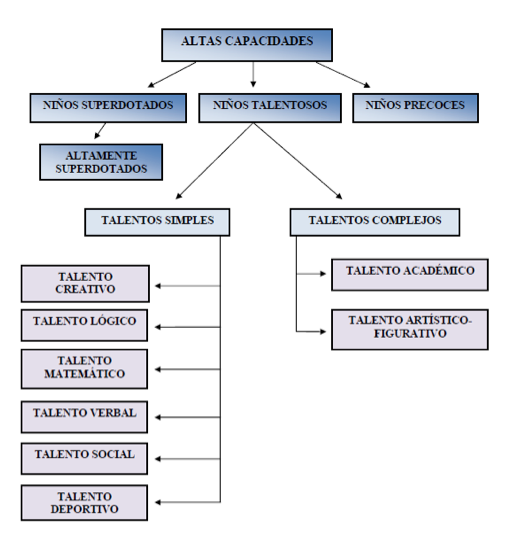 ALTAS CAPACIDADES
NIÑOS SUPERDOTADOS
NIÑOS TALENTOSOS
NIÑOS PRECOCES
ALTAMENTE
SUPERDOTADOS
TALENTOS SIMPLES
TALENTOS COMPLEJOS
TALENTO
CREATIVO
TALENTO LÓGICO
TALENTO
MATEMÁTICO
TALENTO VERBAL
TALENTO SOCIAL
TALENTO
DEPORTIVO
TALENTO ACADÉMICO
TALENTO ARTÍSTICO-
FIGURATIVO